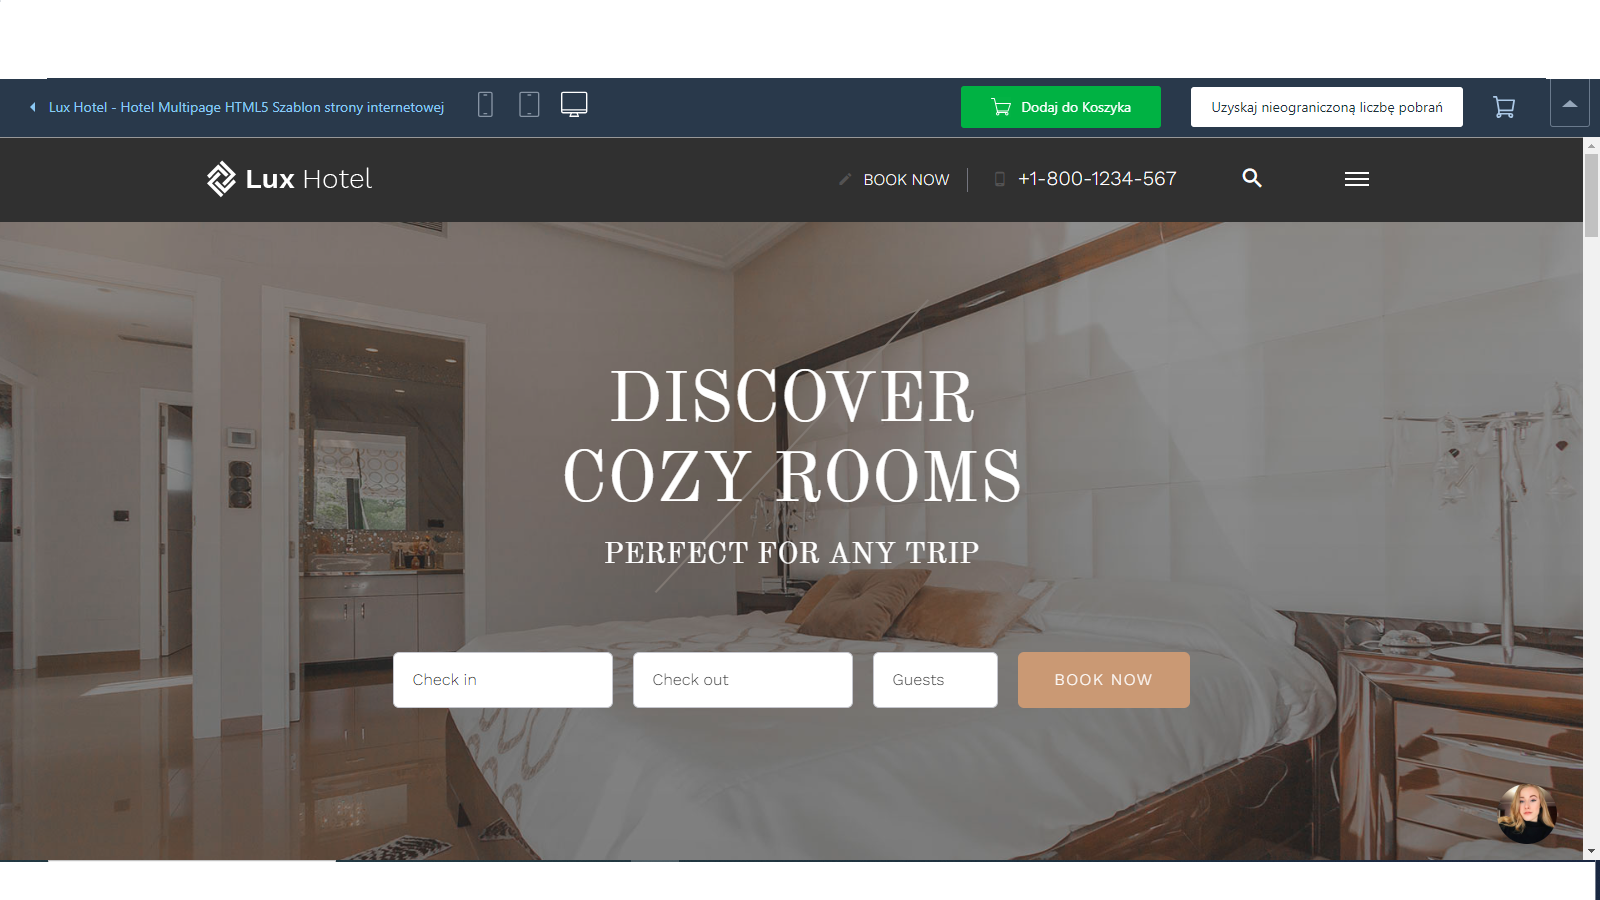 Lux Hotel - Hotel Multipage HTML5 Szablon strony internetowej
Dodaj do Koszyka
Uzyskaj nieograniczoną liczbę pobrań
Lux Hotel
BOOK NOW
+1-800-1234-567
DISCOVER
COZY ROOMS
PERFECT FOR ANY TRIP
Check in
Check out
Guests
BOOK NOW